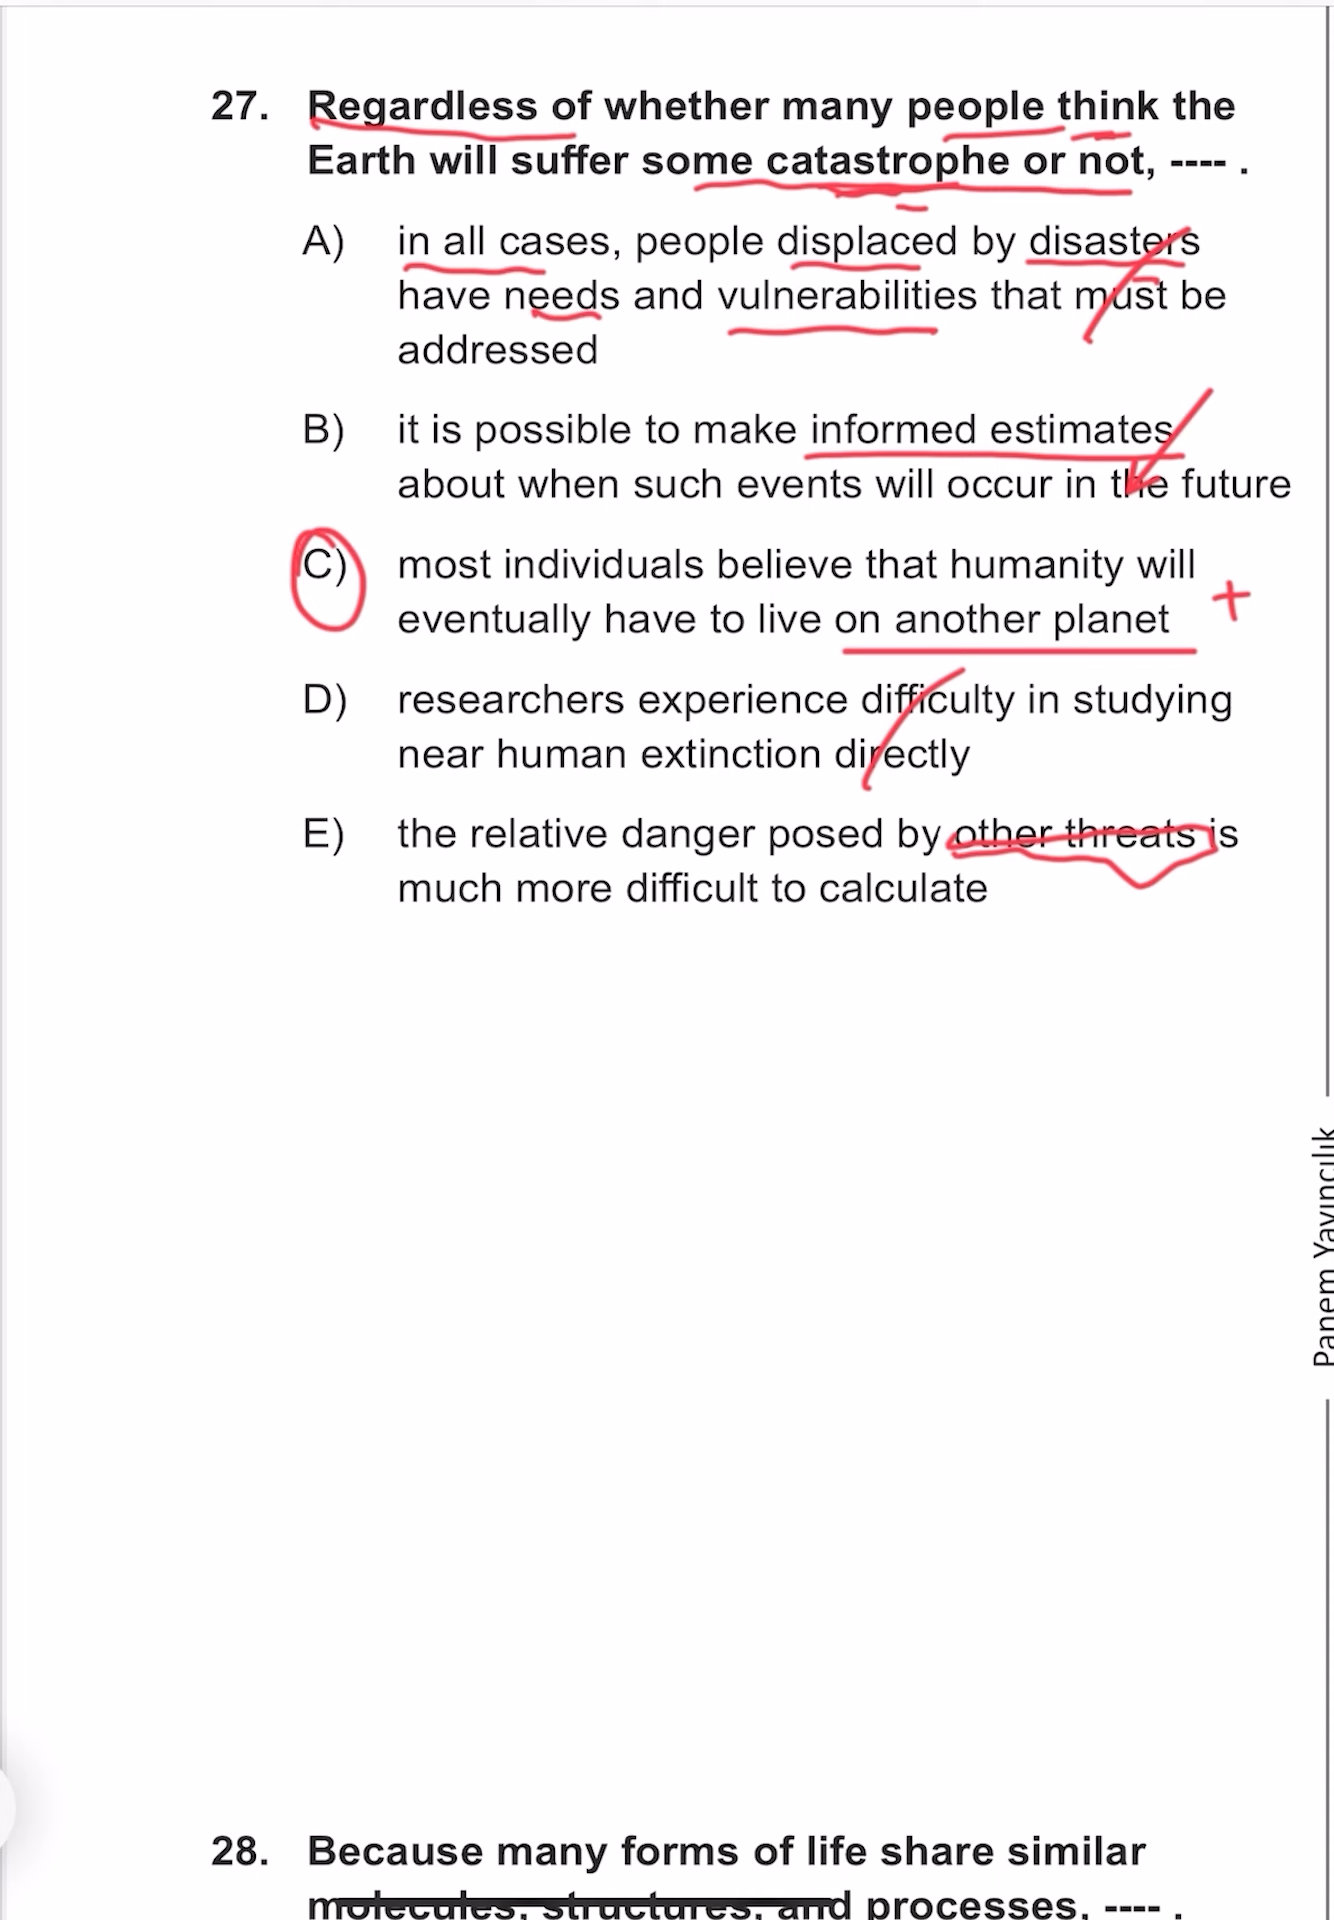 27. Regardless of whether many people think the
Earth will suffer some catastrophe or not, ---- .
A) in all cases, people displaced by disasters
have needs and vulnerabilities that must be
addressed
B) it is possible to make informed estimates
about when such events will occur in the future
C) most individuals believe that humanity will
eventually have to live on another planet
+
D) researchers experience difficulty in studying
near human extinction directly
E) the relative danger posed by other threats is
much more difficult to calculate
Panem Yayıncılık
28. Because many forms of life share similar
molecules, structures, and processes, ---- .